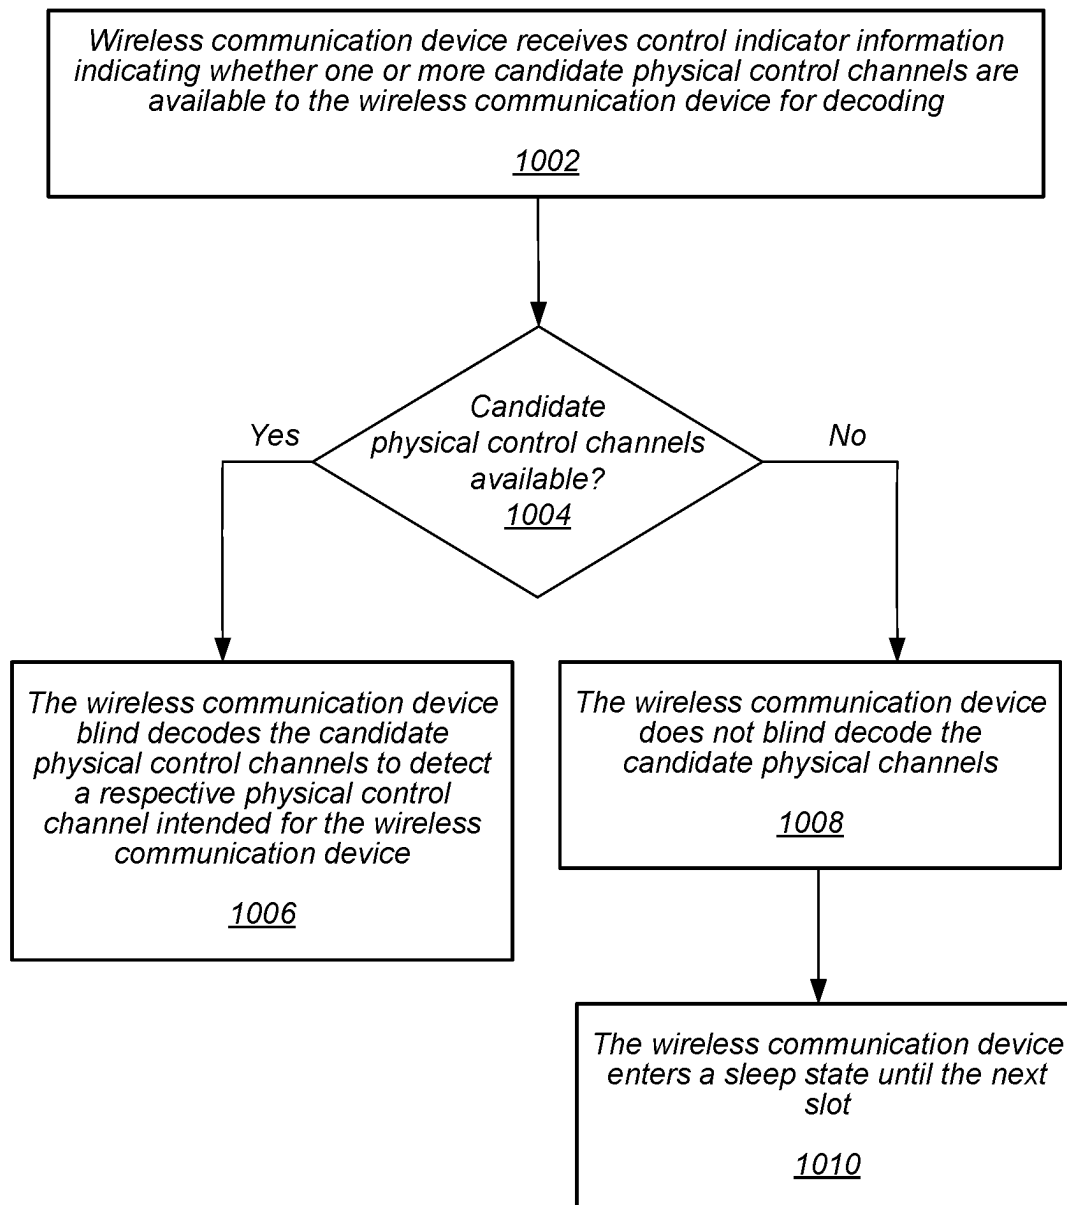 Wireless communication device receives control indicator information
indicating whether one or more candidate physical control channels are
available to the wireless communication device for decoding
1002
Candidate
physical control channels
available?
1004
Yes
No
The wireless communication device
blind decodes the candidate
physical control channels to detect
a respective physical control
channel intended for the wireless
communication device
1006
The wireless communication device
does not blind decode the
candidate physical channels
1008
The wireless communication device
enters a sleep state until the next
slot
1010